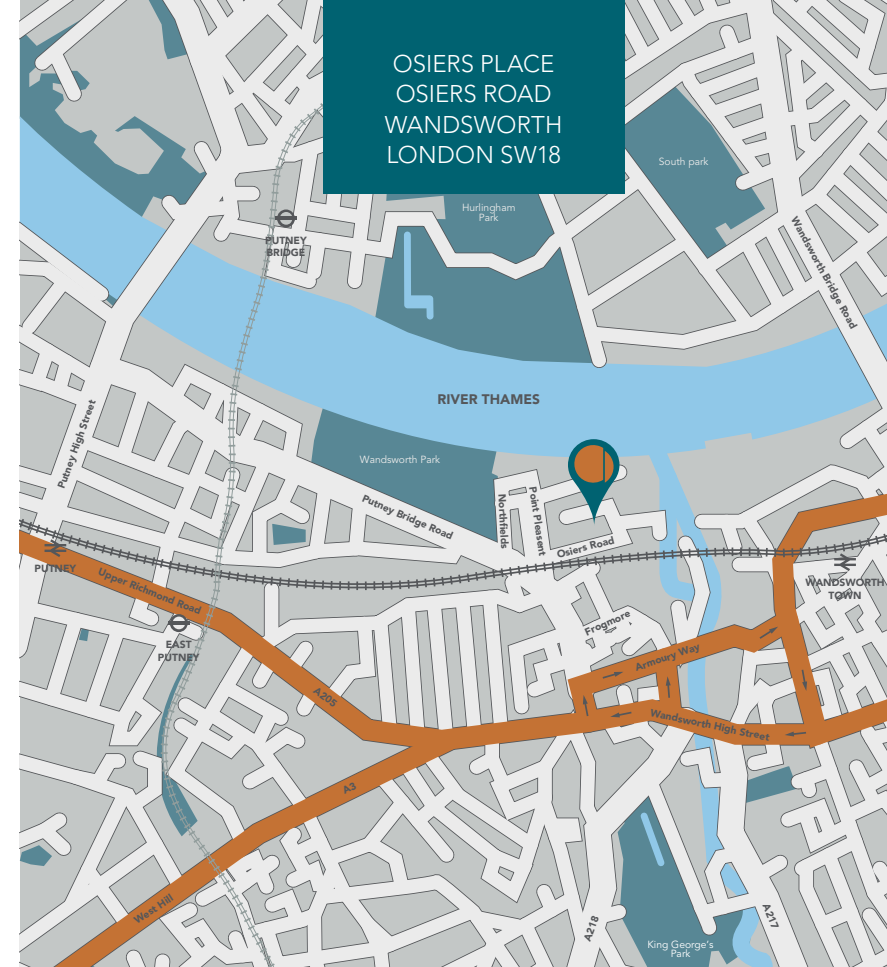 OSIERS PLACE
OSIERS ROAD
WANDSWORTH
LONDON SW18
South park
Hurlingham
Park
PUTNEY
BRIDGE
Wandsworth Bridge Road
RIVER THAMES
Putney High Street
Wandsworth Park
Putney Bridge Road
Northfields
Point Pleasent
Osiers Road
PUTNEY
Upper Richmond Road
WANDSWORTH
TOWN
EAST
PUTNEY
Frogmore
Armoury Way
A205
Wandsworth High Street
A3
West Hill
A218
A217
King George's
Park